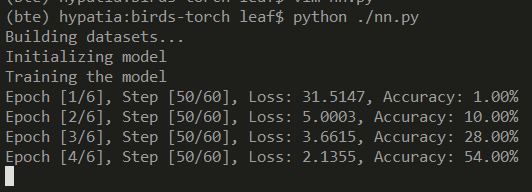 (bte) hypatia:birds-torch leaf$ vim nn.py
(bte) hypatia:birds-torch leaf$ python ./nn.py
Building datasets...
Initializing model
Training the model
Epoch [1/6], Step [50/60], Loss: 31.5147, Accuracy: 1.00%
Epoch [2/6], Step [50/60], Loss: 5.0003, Accuracy: 10.00%
Epoch [3/6], Step [50/60], Loss: 3.6615, Accuracy: 28.00%
Epoch [4/6], Step [50/60], Loss: 2.1355, Accuracy: 54.00%